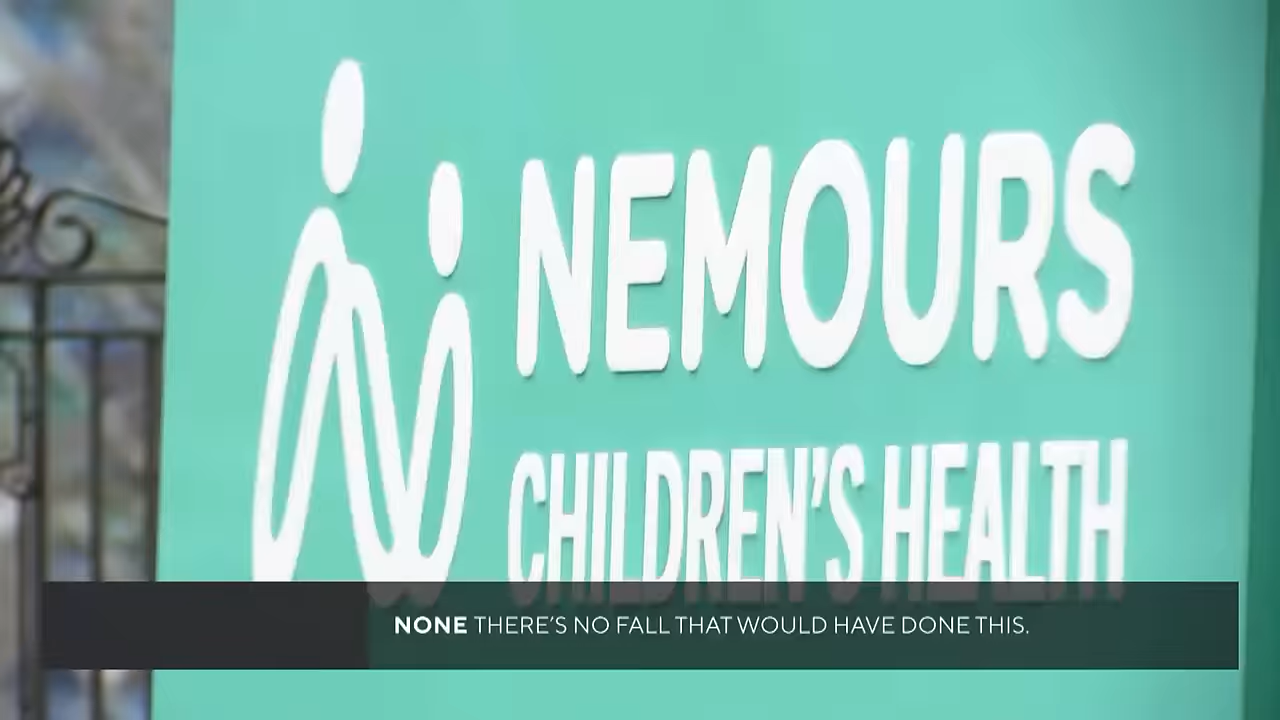 NEMOURS
CHILDREN'S HEALTH
NONE THERE'S NO FALL THAT WOULD HAVE DONE THIS.